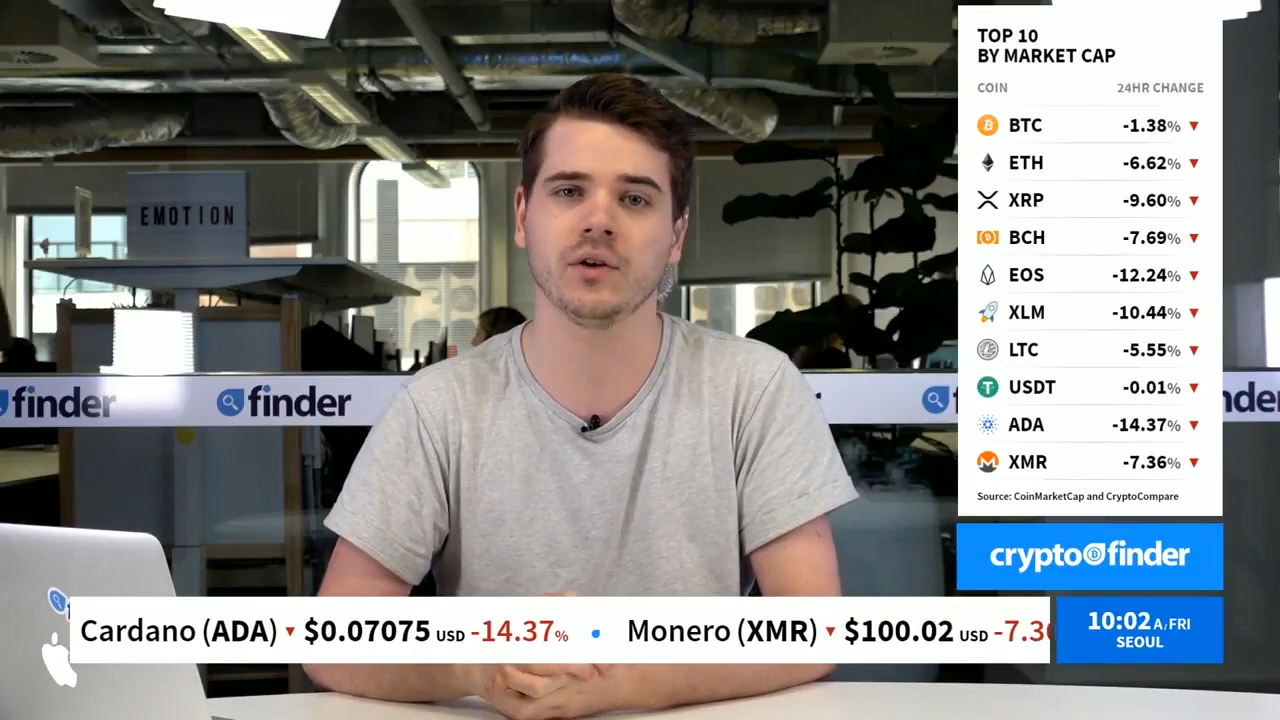 TOP 10
BY MARKET CAP
COIN 24HR CHANGE
BTC -1.38% ▼
ETH -6.62% ▼
XRP -9.60% ▼
BCH -7.69% ▼
EOS -12.24% ▼
XLM -10.44% ▼
LTC -5.55% ▼
USDT -0.01% ▼
ADA -14.37% ▼
XMR -7.36% ▼
Source: CoinMarketCap and CryptoCompare
EMOTION
finder
finder
crypto finder
Cardano (ADA) ▼ $0.07075 USD -14.37% • Monero (XMR) ▼ $100.02 USD
10:02 A/FRI
SEOUL